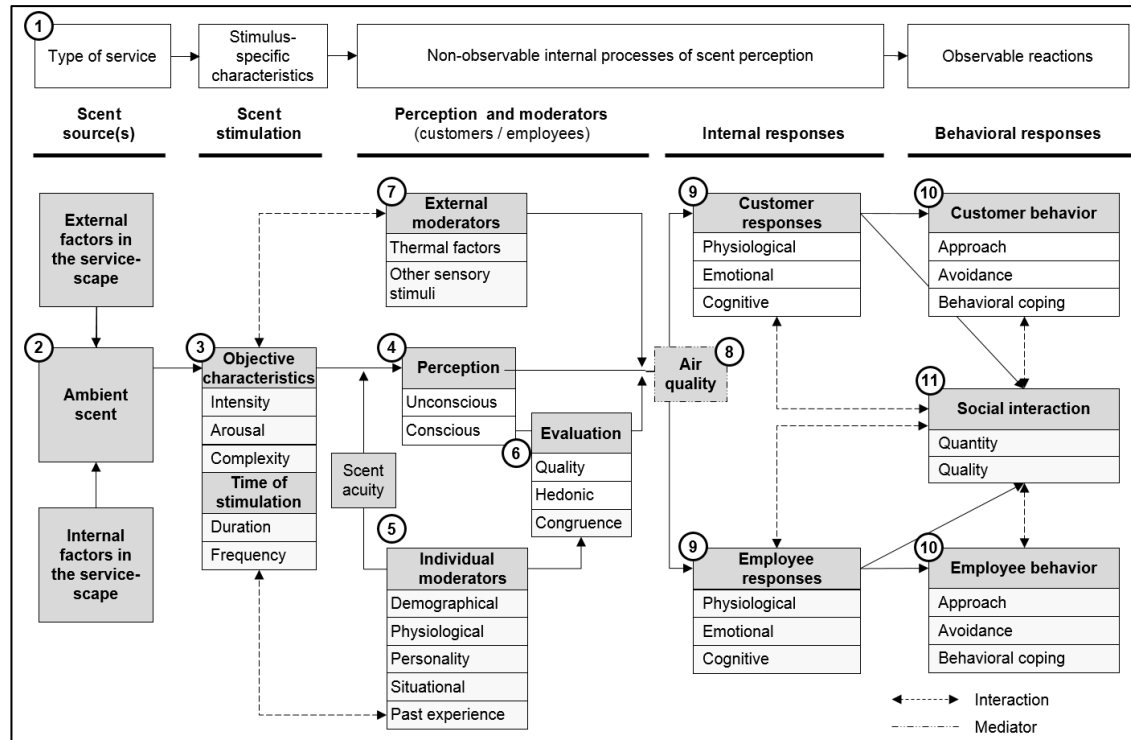 1
Type of service
Stimulus-
specific
characteristics
Non-observable internal processes of scent perception
Observable reactions
Scent
source(s)
Scent
stimulation
Perception and moderators
(customers / employees)
Internal responses
Behavioral responses
External
factors in
the service-
scape
2
Ambient
scent
Internal
factors in
the service-
scape
3
Objective
characteristics
Intensity
Arousal
Complexity
Time of
stimulation
Duration
Frequency
7
External
moderators
Thermal factors
Other sensory
stimuli
4
Perception
Unconscious
Conscious
Scent
acuity
6
Evaluation
Quality
Hedonic
Congruence
5
Individual
moderators
Demographical
Physiological
Personality
Situational
Past experience
8
Air
quality
9
Customer
responses
Physiological
Emotional
Cognitive
9
Employee
responses
Physiological
Emotional
Cognitive
10
Customer behavior
Approach
Avoidance
Behavioral coping
11
Social interaction
Quantity
Quality
10
Employee behavior
Approach
Avoidance
Behavioral coping
Interaction
Mediator